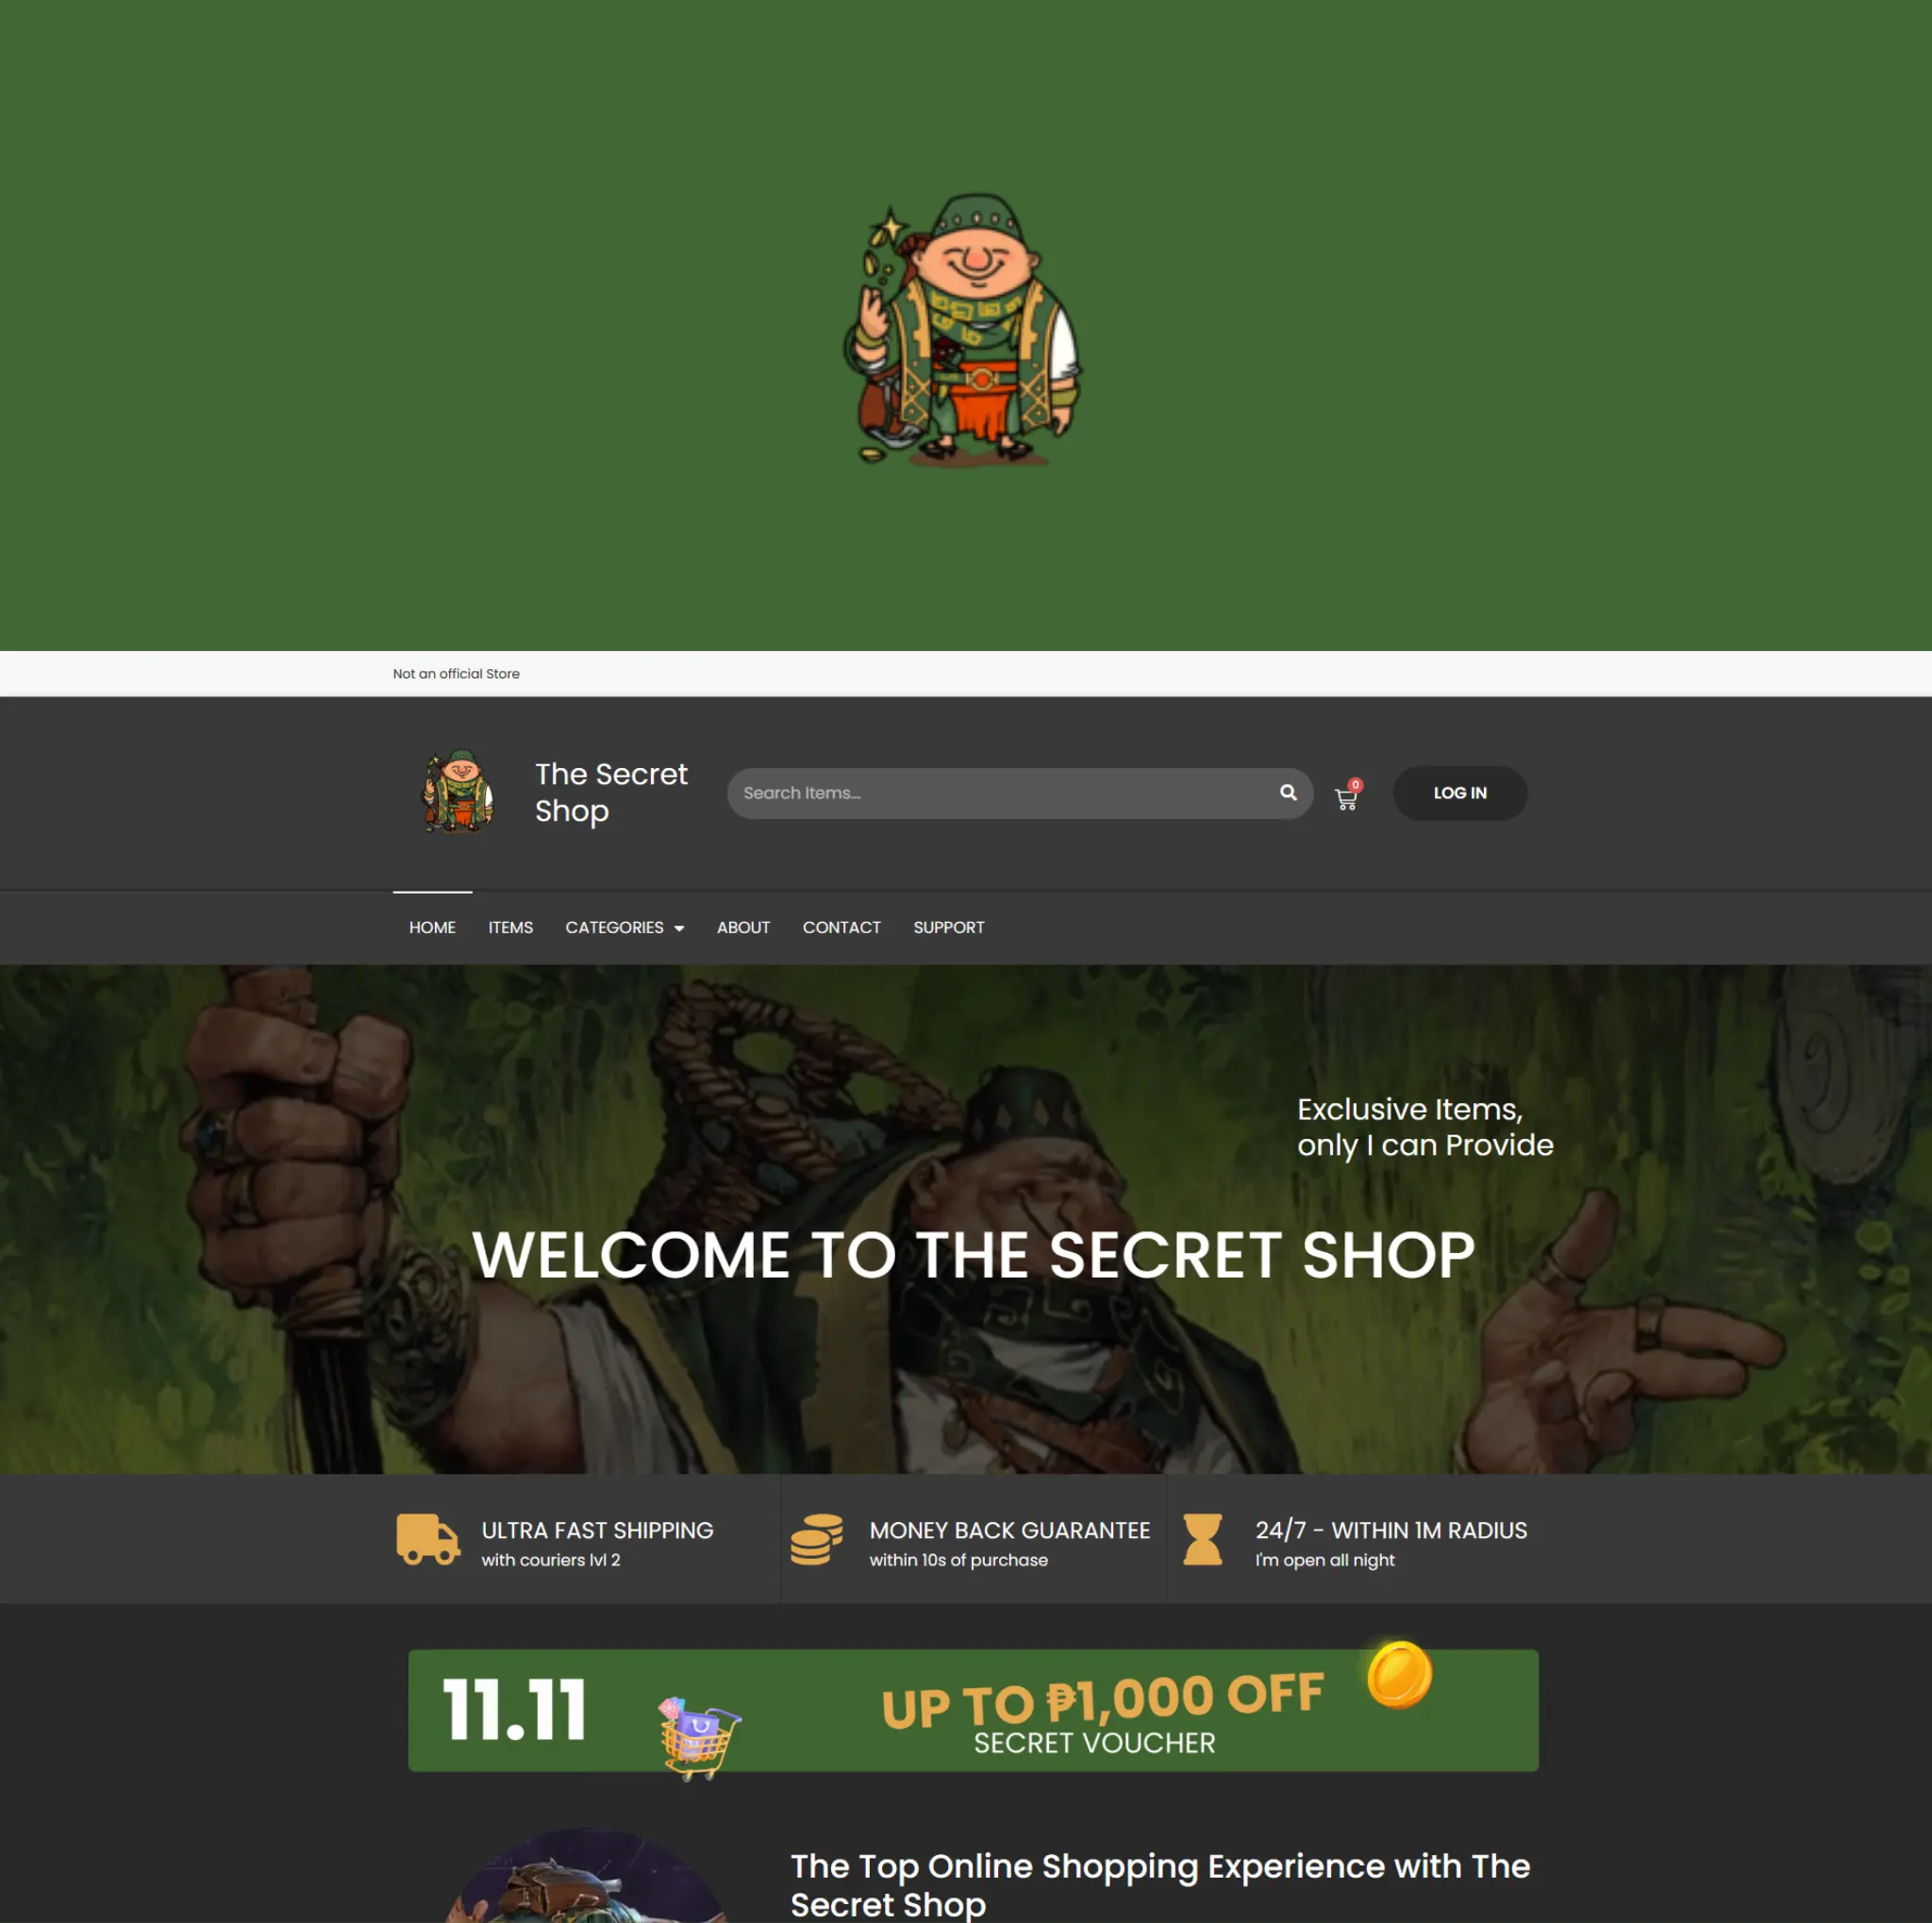 Not an official Store
The Secret
Shop
Search Items...
0
LOG IN
HOME
ITEMS
CATEGORIES
ABOUT
CONTACT
SUPPORT
Exclusive Items,
only I can Provide
WELCOME TO THE SECRET SHOP
ULTRA FAST SHIPPING
with couriers lvl 2
MONEY BACK GUARANTEE
within 10s of purchase
24/7 - WITHIN 1M RADIUS
I'm open all night
11.11
UP TO ₱1,000 OFF
SECRET VOUCHER
The Top Online Shopping Experience with The
Secret Shop